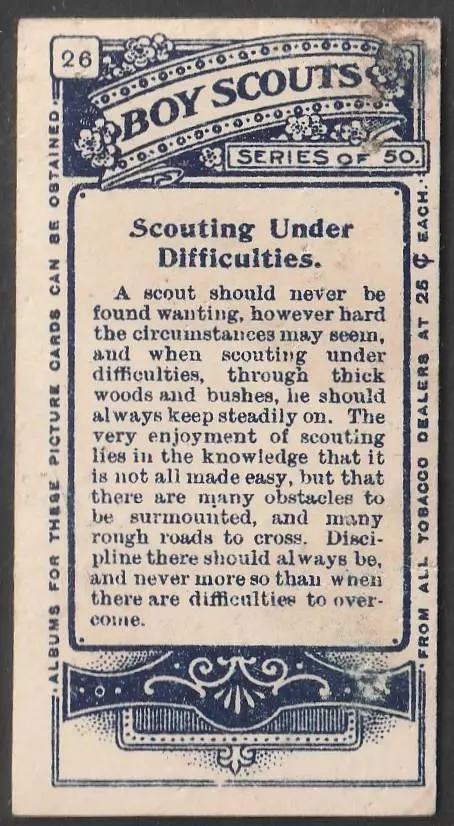 26
BOY SCOUTS
SERIES OF 50.
Scouting Under
Difficulties.
A scout should never be
found wanting, however hard
the circumstances may seem,
and when scouting under
difficulties, through thick
woods and bushes, he should
always keep steadily on. The
very enjoyment of scouting
lies in the knowledge that it
is not all made easy, but that
there are many obstacles to
be surmounted, and many
rough roads to cross. Disci-
pline there should always be,
and never more so than when
there are difficulties to over-
come.
ALBUMS FOR THESE PICTURE CARDS CAN BE OBTAINED
FROM ALL TOBACCO DEALERS AT 25 ₵ EACH.